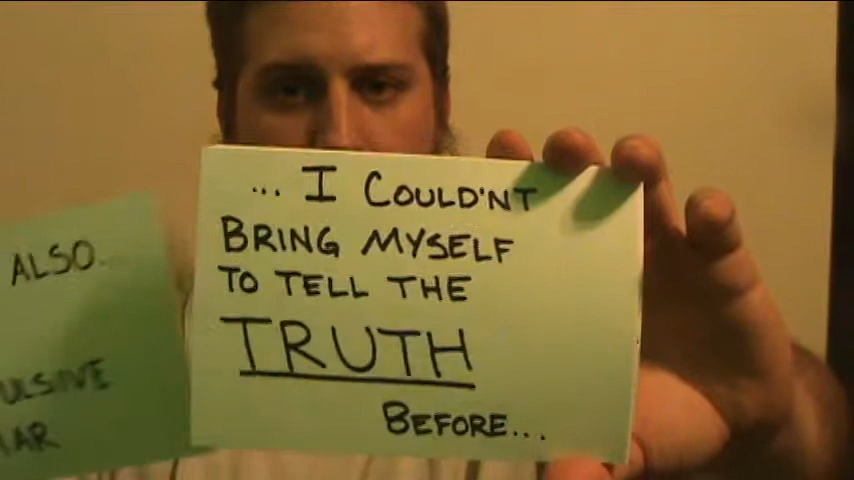 ALSO.
... I COULD'NT
BRING MYSELF
TO TELL THE
TRUTH
BEFORE...